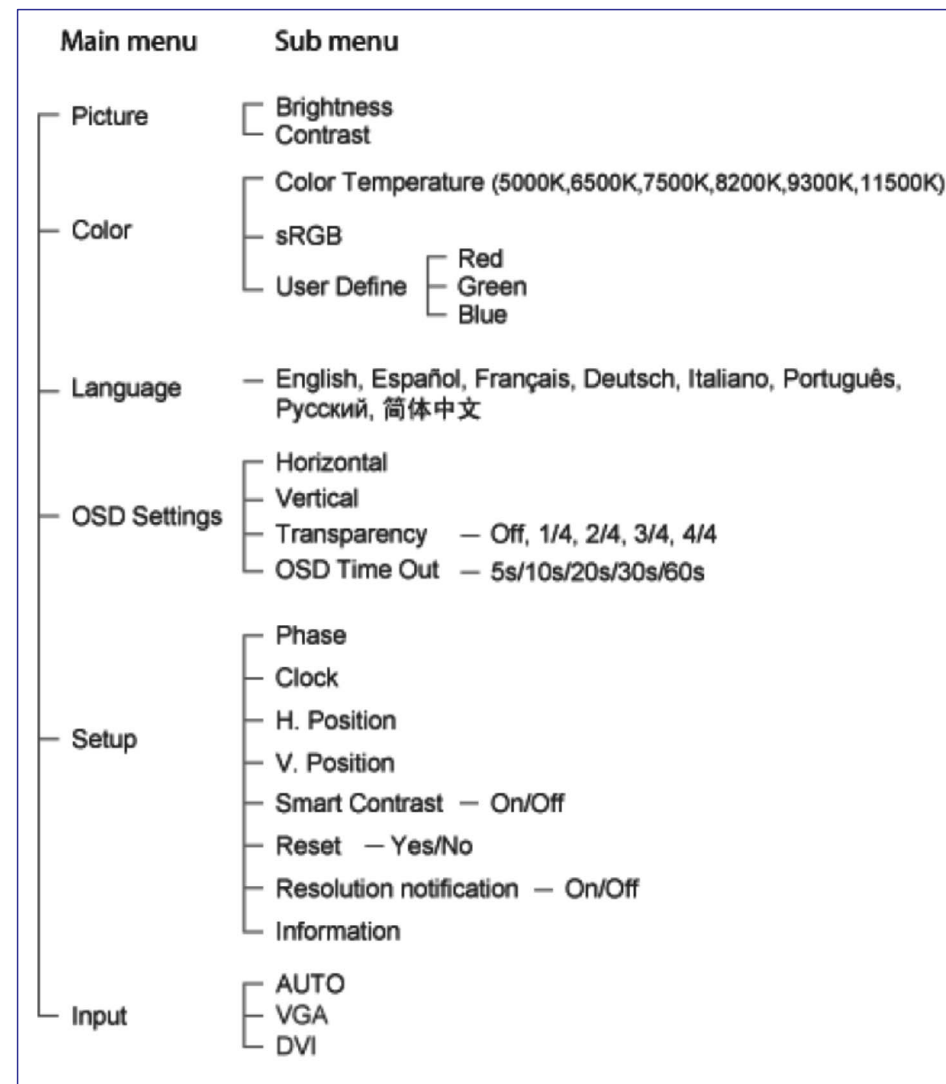 Main menu Sub menu
Picture Brightness
Contrast
Color Temperature (5000K,6500K,7500K,8200K,9300K,11500K)
Color sRGB
Red
User Define Green
Blue
Language English, Español, Français, Deutsch, Italiano, Português,
Русский, 简体中文
Horizontal
Vertical
OSD Settings Transparency Off, 1/4, 2/4, 3/4, 4/4
OSD Time Out 5s/10s/20s/30s/60s
Phase
Clock
H. Position
Setup V. Position
Smart Contrast On/Off
Reset Yes/No
Resolution notification On/Off
Information
AUTO
Input VGA
DVI